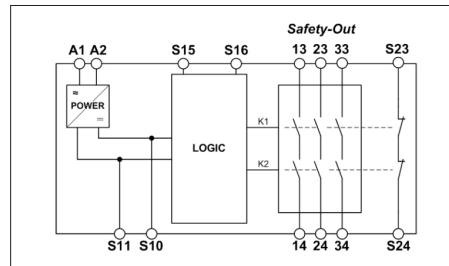 Safety-Out
A1 A2 S15 S16 13 23 33 S23
≈
POWER
=
K1
LOGIC
K2
S11 S10 14 24 34 S24